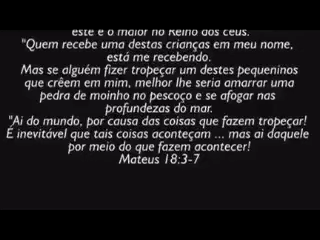 este é o maior no Reino dos céus.
"Quem recebe uma destas crianças em meu nome,
está me recebendo.
Mas se alguém fizer tropeçar um destes pequeninos
que crêem em mim, melhor lhe seria amarrar uma
pedra de moinho no pescoço e se afogar nas
profundezas do mar.
"Ai do mundo, por causa das coisas que fazem tropeçar!
É inevitável que tais coisas aconteçam ... mas ai daquele
por meio do que fazem acontecer!
Mateus 18:3-7